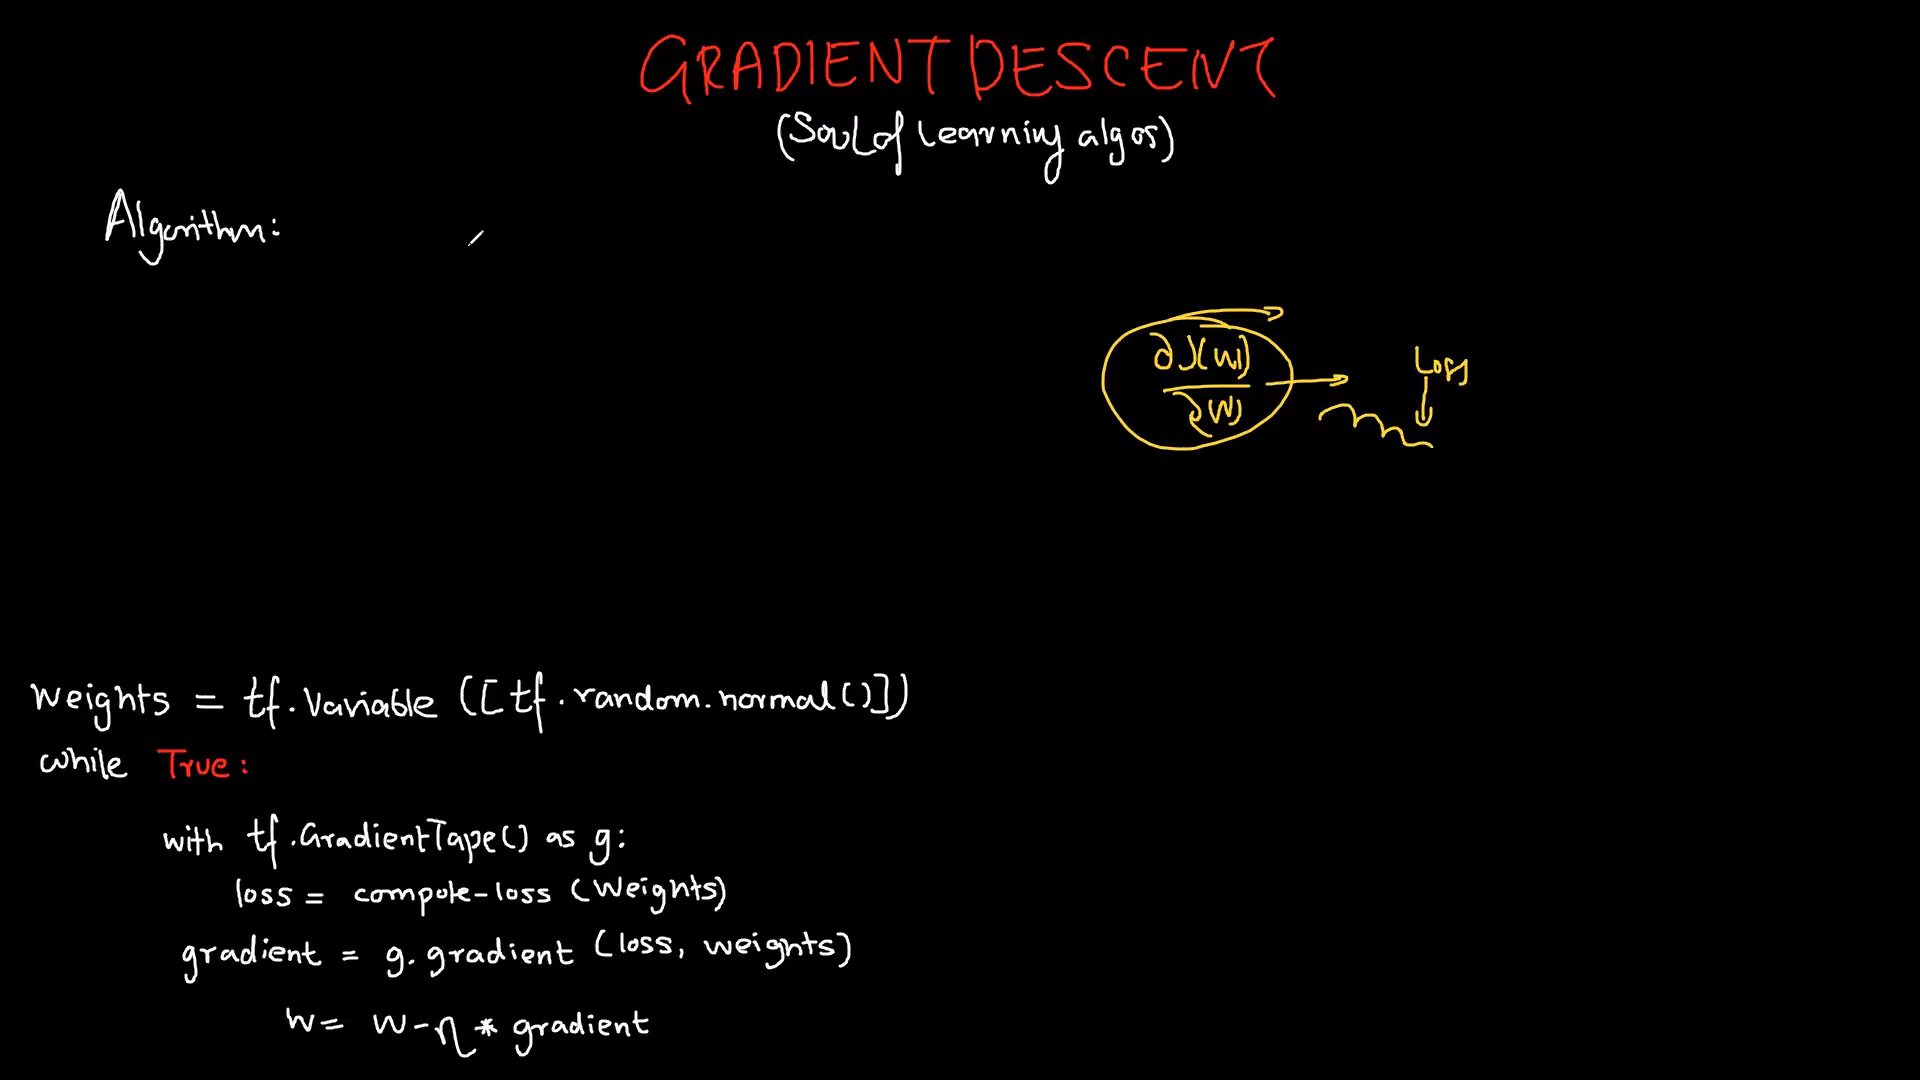 GRADIENT DESCENT
(Soul of learning algos)
Algorithm:
∂J(W)
∂W
Loss
weights = tf.Variable([tf.random.normal()])
while True:
with tf.GradientTape() as g:
loss = compute-loss (Weights)
gradient = g.gradient (loss, weights)
W = W - η * gradient